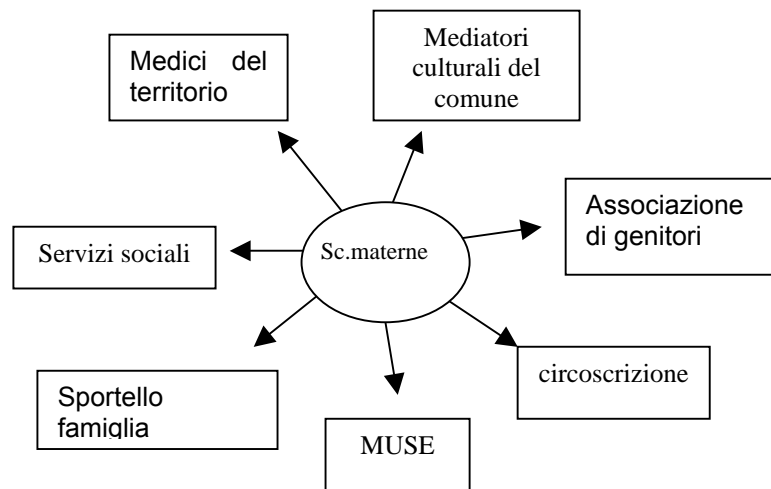 Medici del
territorio
Mediatori
culturali del
comune
Associazione
di genitori
Servizi sociali
Sc.materne
circoscrizione
Sportello
famiglia
MUSE